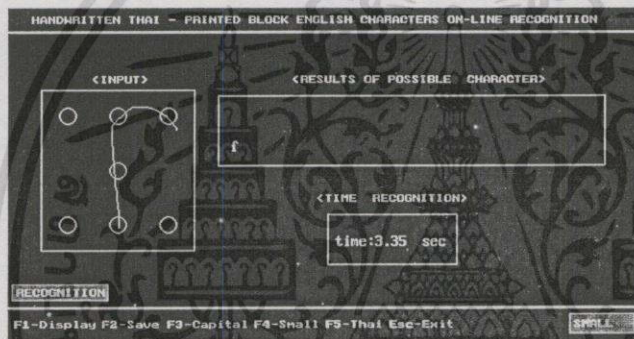 HANDWRITTEN THAI - PRINTED BLOCK ENGLISH CHARACTERS ON-LINE RECOGNITION
<INPUT>
<RESULTS OF POSSIBLE CHARACTER>
f
<TIME RECOGNITION>
time:3.35 sec
RECOGNITION
F1-Display F2-Save F3-Capital F4-Small F5-Thai Esc-Exit
SMALL